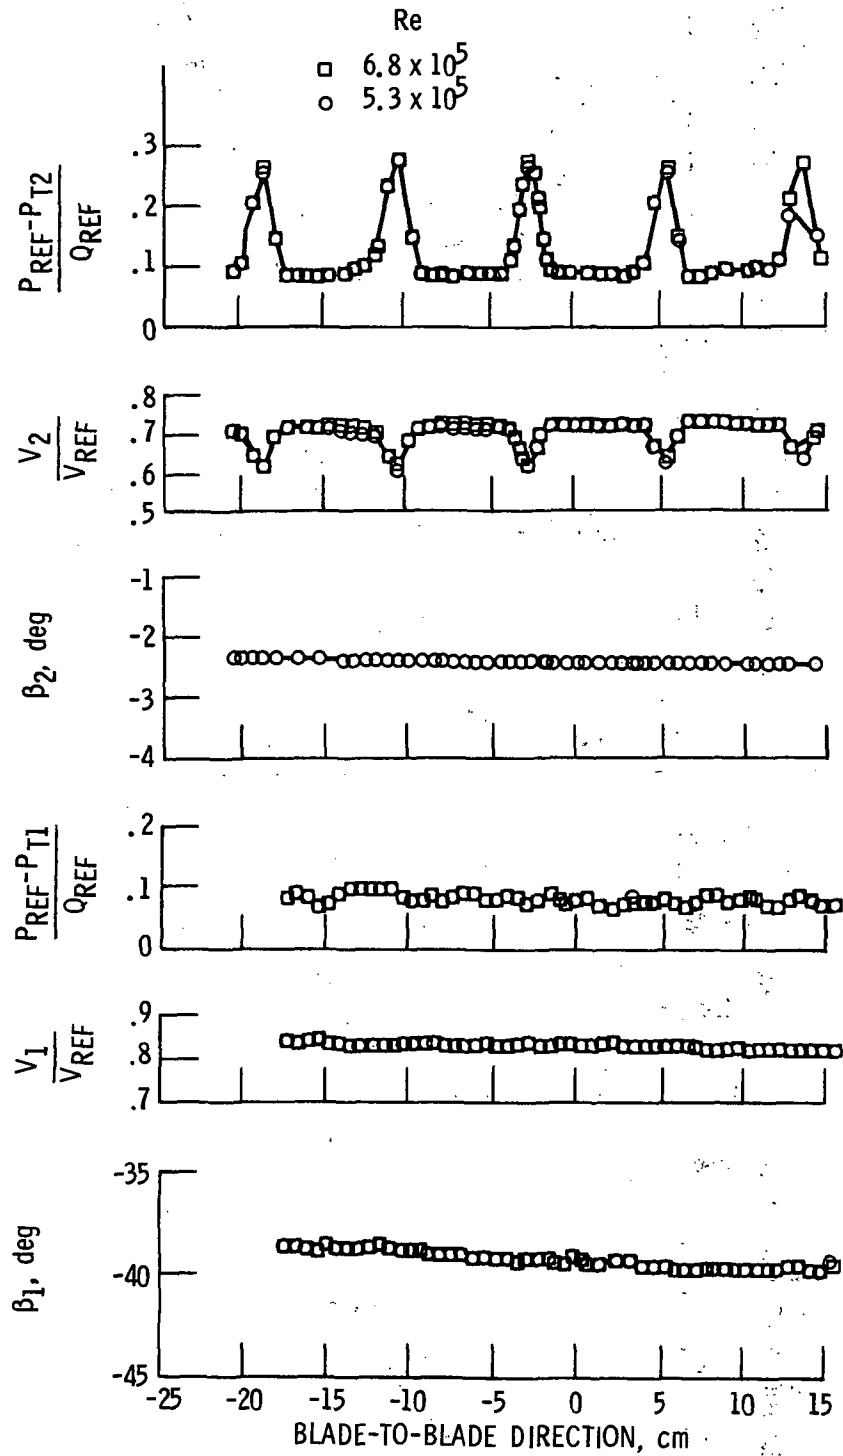 Re
6.8 x 10^5
5.3 x 10^5
P_REF-P_T2
Q_REF
.3
.2
.1
0
V_2
V_REF
.8
.7
.6
.5
β_2, deg
-1
-2
-3
-4
P_REF-P_T1
Q_REF
.2
.1
0
V_1
V_REF
.9
.8
.7
β_1, deg
-35
-40
-45
-25 -20 -15 -10 -5 0 5 10 15
BLADE-TO-BLADE DIRECTION, cm